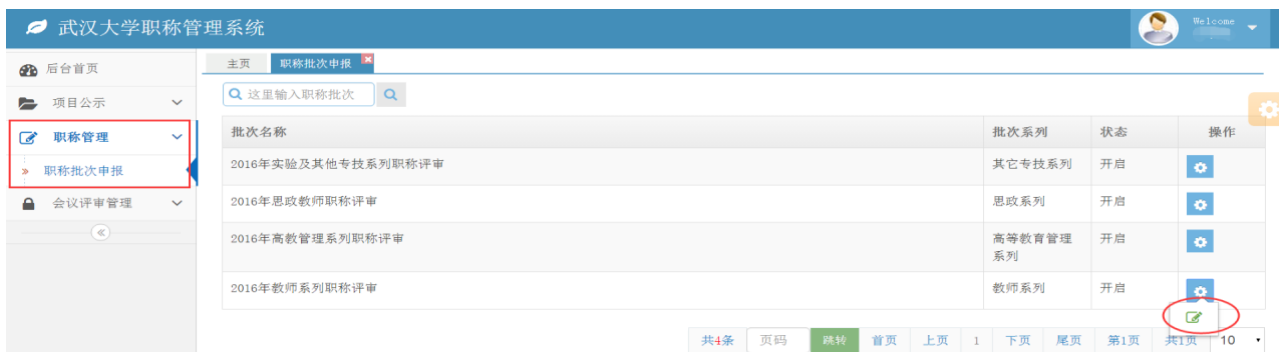 武汉大学职称管理系统
Welcome
后台首页
项目公示
职称管理
职称批次申报
会议评审管理
主页 职称批次申报
这里输入职称批次
批次名称 批次系列 状态 操作
2016年实验及其他专技系列职称评审 其它专技系列 开启
2016年思政教师职称评审 思政系列 开启
2016年高教管理系列职称评审 高等教育管理 开启
系列
2016年教师系列职称评审 教师系列 开启
共4条 页码 跳转 首页 上页 1 下页 尾页 第1页 共1页 10